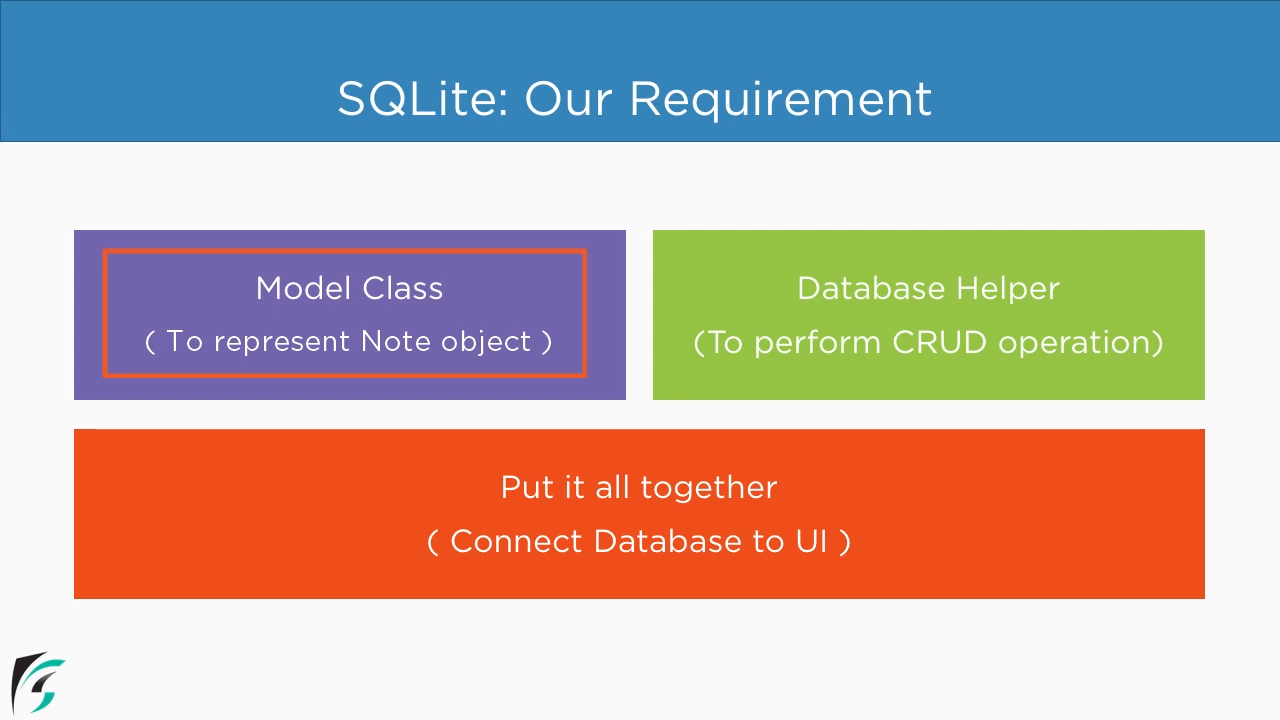 SQLite: Our Requirement
Model Class
( To represent Note object )
Database Helper
(To perform CRUD operation)
Put it all together
( Connect Database to UI )